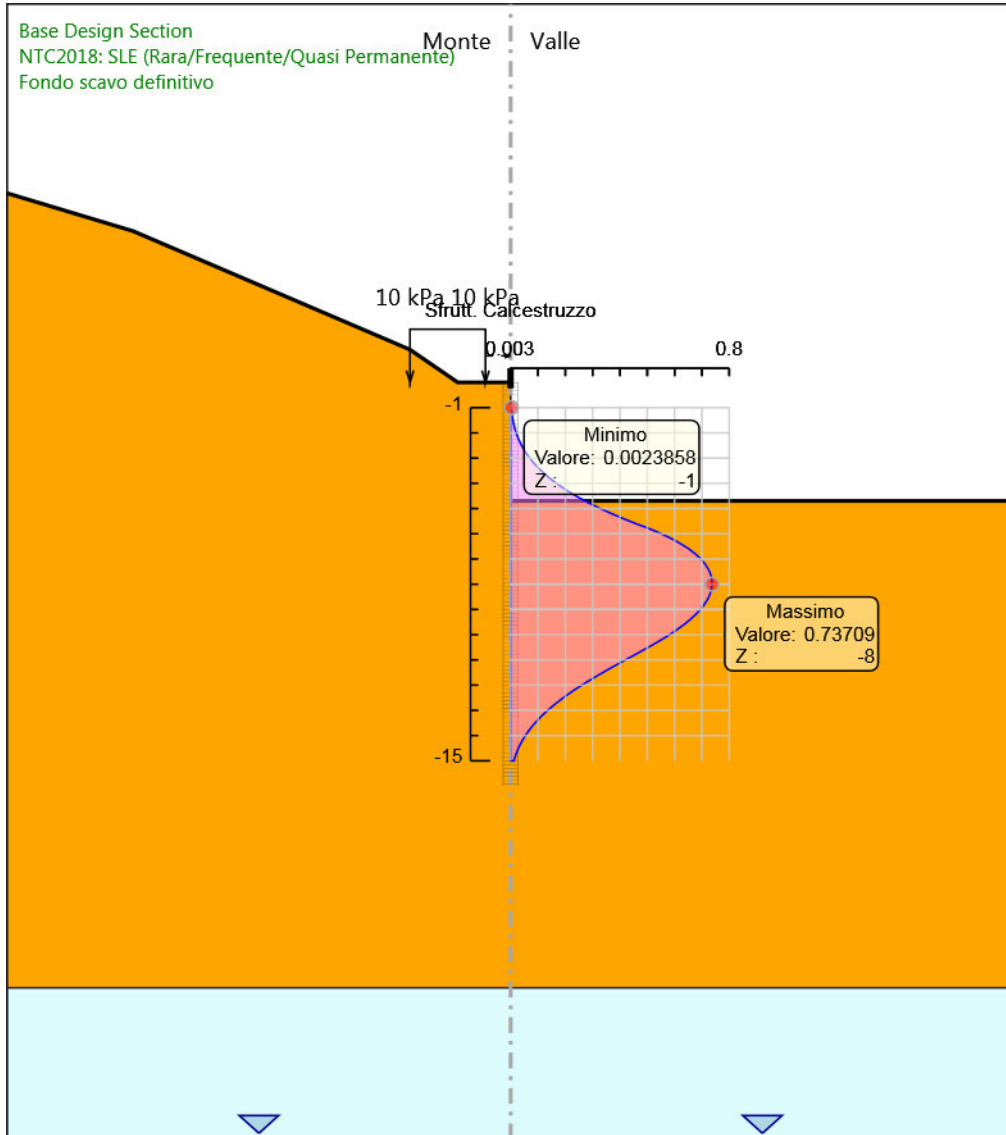 Base Design Section
NTC2018: SLE (Rara/Frequente/Quasi Permanente)
Fondo scavo definitivo
Monte Valle
10 kPa 10 kPa
Sfrutt. Calcestruzzo
0.003 0.8
-1
Minimo
Valore: 0.0023858
Z : -1
Massimo
Valore: 0.73709
Z : -8
-15